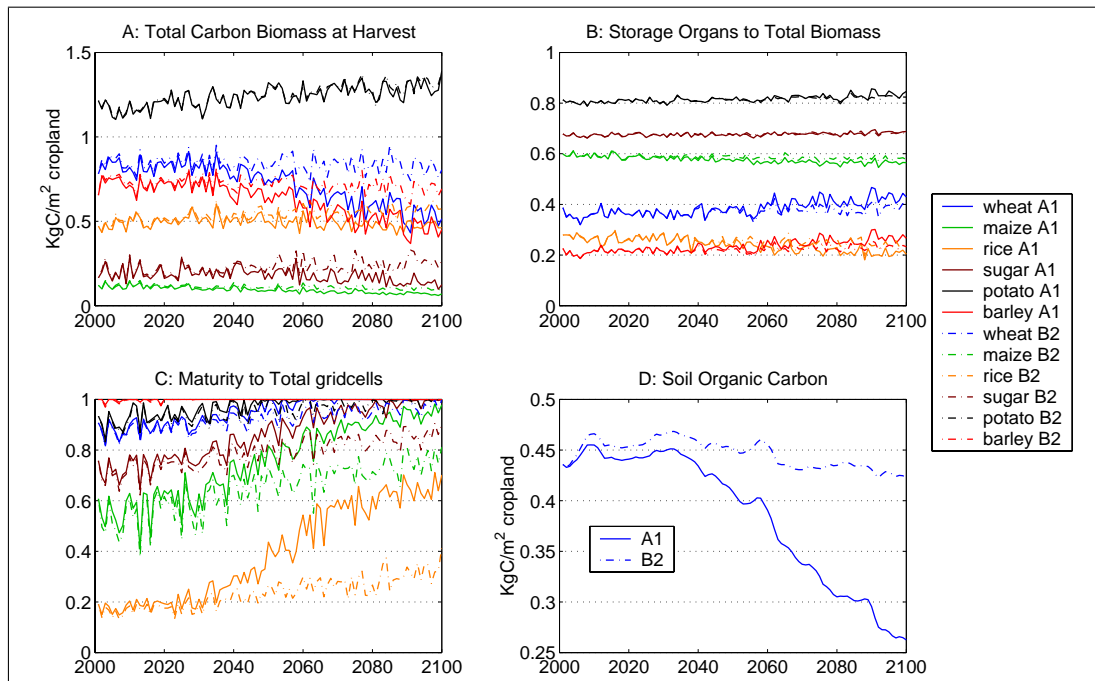 A: Total Carbon Biomass at Harvest
KgC/m² cropland
1.5
1
0.5
0
2000 2020 2040 2060 2080 2100
B: Storage Organs to Total Biomass
1
0.8
0.6
0.4
0.2
0
2000 2020 2040 2060 2080 2100
C: Maturity to Total gridcells
1
0.8
0.6
0.4
0.2
0
2000 2020 2040 2060 2080 2100
D: Soil Organic Carbon
KgC/m² cropland
0.5
0.45
0.4
0.35
0.3
0.25
2000 2020 2040 2060 2080 2100
A1
B2
wheat A1
maize A1
rice A1
sugar A1
potato A1
barley A1
wheat B2
maize B2
rice B2
sugar B2
potato B2
barley B2